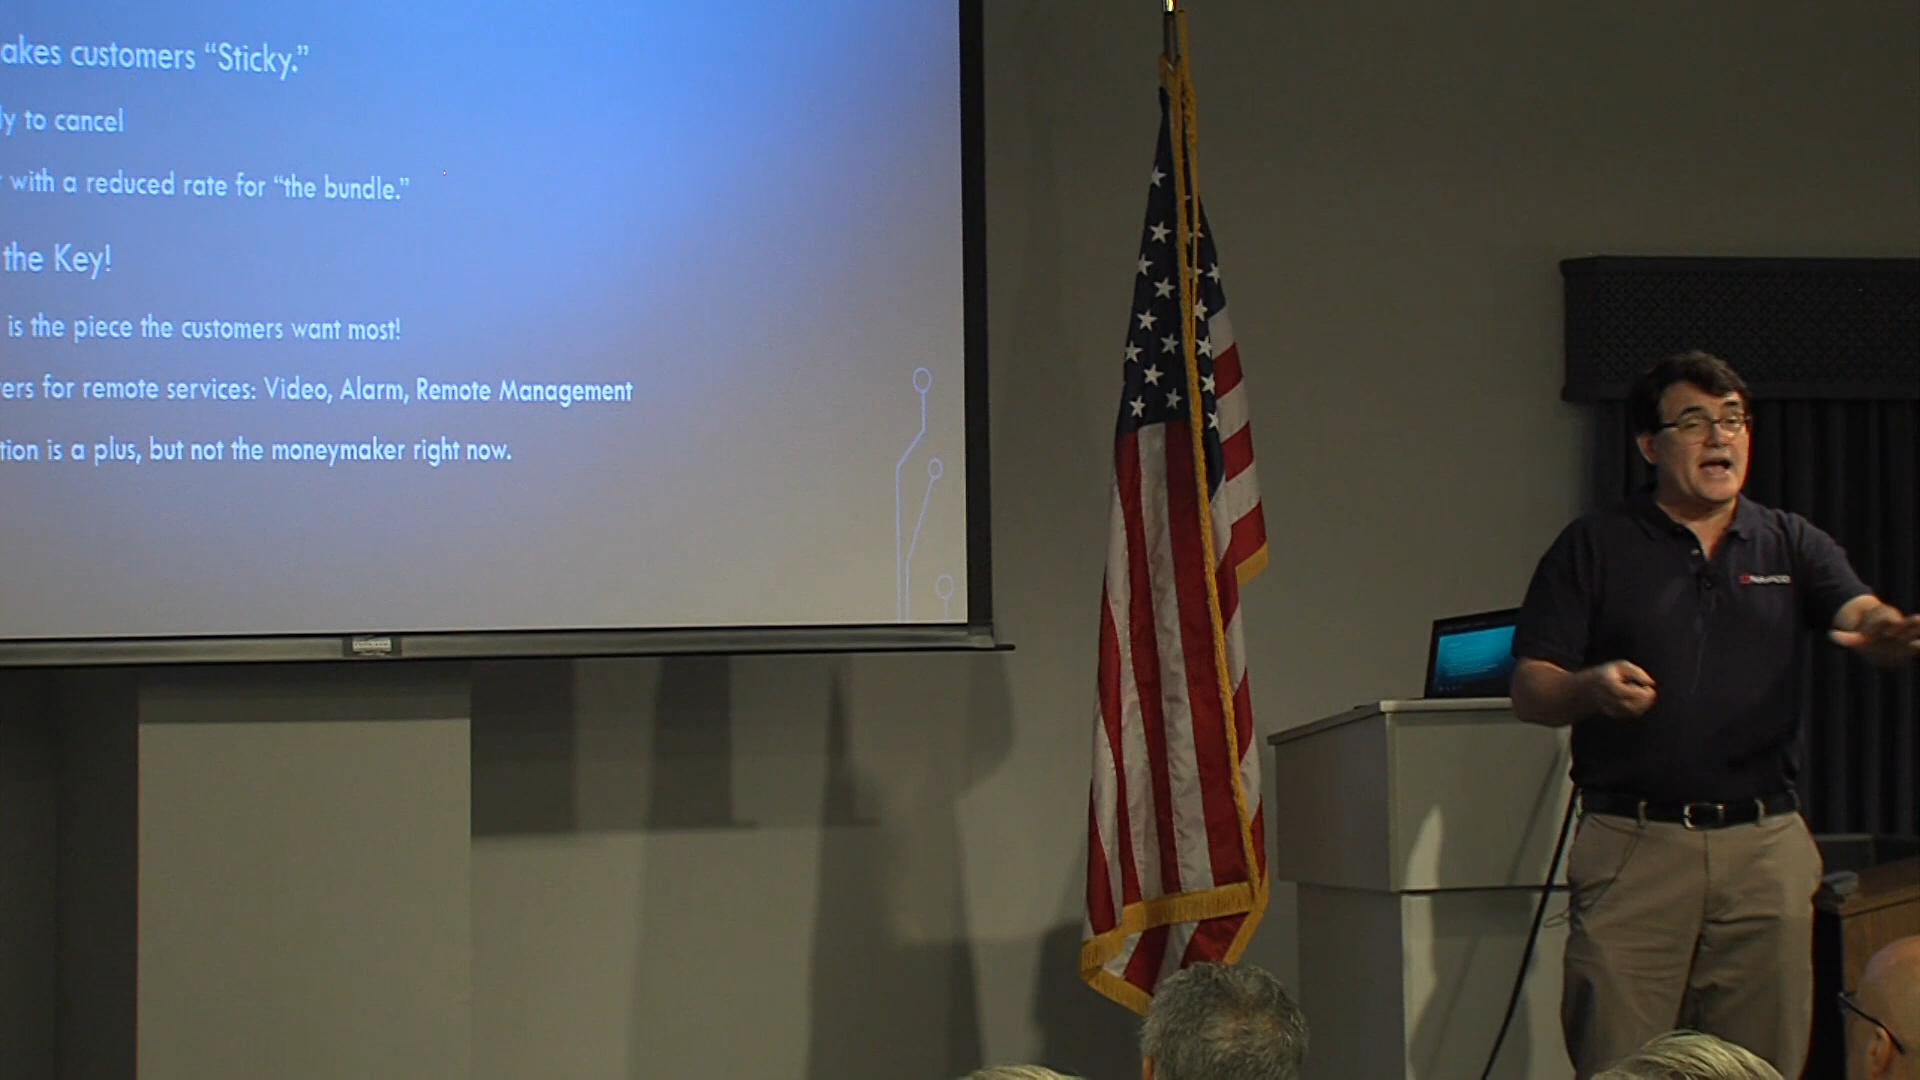 akes customers “Sticky.”
ly to cancel
with a reduced rate for “the bundle.”
the Key!
is the piece the customers want most!
ers for remote services: Video, Alarm, Remote Management
tion is a plus, but not the moneymaker right now.